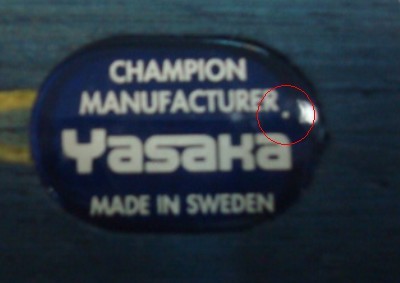 CHAMPION
MANUFACTURER
Yasaka
MADE IN SWEDEN